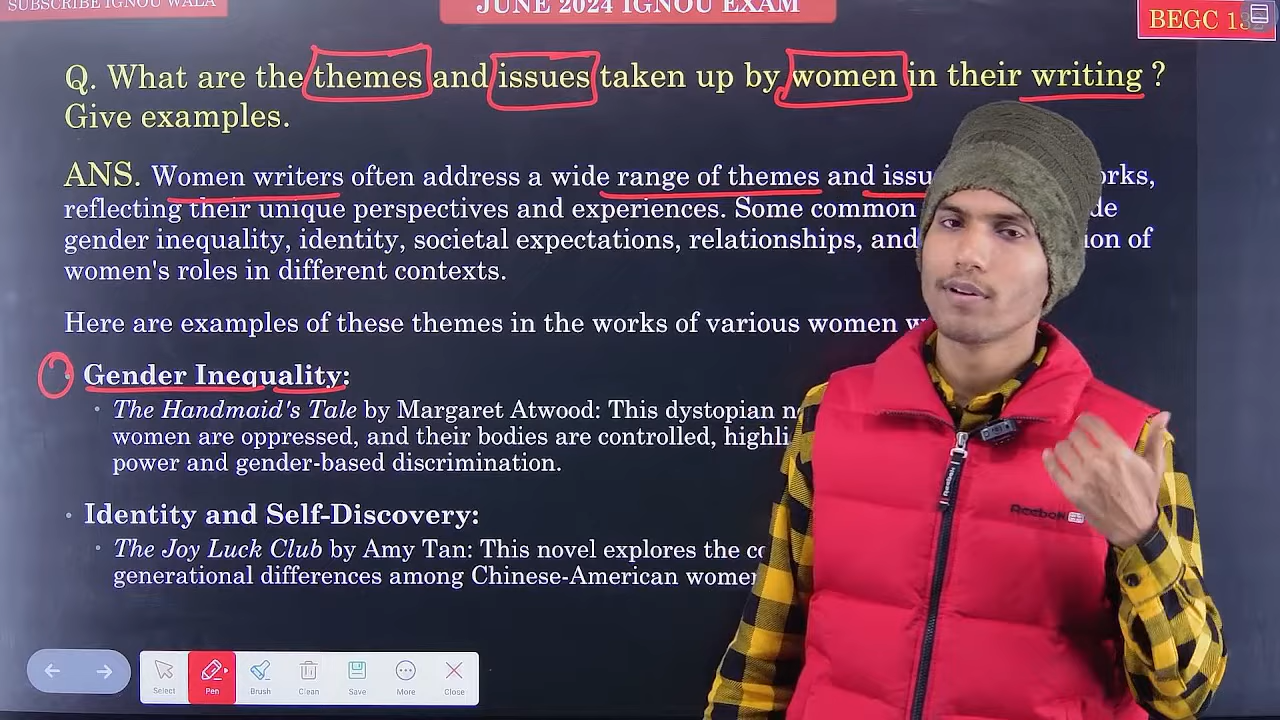 SUBSCRIBE IGNOU WALA
JUNE 2024 IGNOU EXAM
BEGC 13
Q. What are the themes and issues taken up by women in their writing ?
Give examples.
ANS. Women writers often address a wide range of themes and
reflecting their unique perspectives and experiences. Some common
gender inequality, identity, societal expectations, relationships, and of
women's roles in different contexts.
Here are examples of these themes in the works of various women
Gender Inequality:
The Handmaid's Tale by Margaret Atwood: This dystopian
women are oppressed, and their bodies are controlled,
power and gender-based discrimination.
Identity and Self-Discovery:
The Joy Luck Club by Amy Tan: This novel explores the
generational differences among Chinese-American
Reebok
Reebok
Select
Pen
Brush
Clean
Save
More
Close